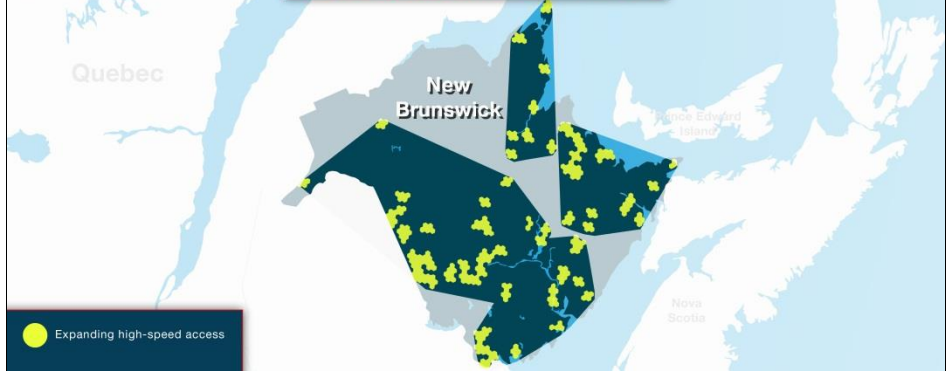 Quebec
New
Brunswick
Prince Edward
Island
Nova
Scotia
Expanding high-speed access